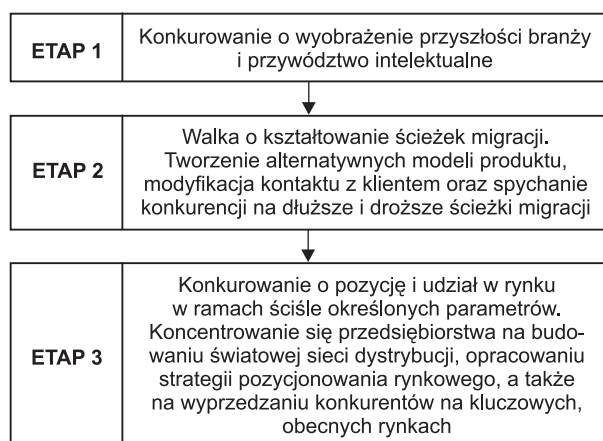 ETAP 1
Konkurowanie o wyobrażenie przyszłości branży
i przywództwo intelektualne
ETAP 2
Walka o kształtowanie ścieżek migracji.
Tworzenie alternatywnych modeli produktu,
modyfikacja kontaktu z klientem oraz spychanie
konkurencji na dłuższe i droższe ścieżki migracji
ETAP 3
Konkurowanie o pozycję i udział w rynku
w ramach ściśle określonych parametrów.
Koncentrowanie się przedsiębiorstwa na budo-
waniu światowej sieci dystrybucji, opracowaniu
strategii pozycjonowania rynkowego, a także
na wyprzedzaniu konkurentów na kluczowych,
obecnych rynkach